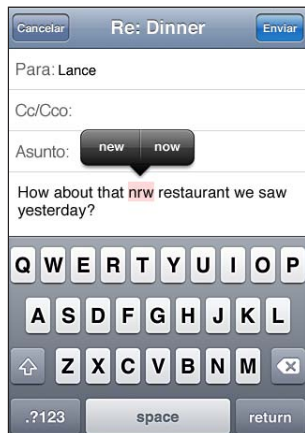 Cancelar Re: Dinner Enviar
Para: Lance
Cc/Cco:
Asunto:
new now
How about that nrw restaurant we saw
yesterday?
Q W E R T Y U I O P
A S D F G H J K L
Z X C V B N M
.?123 space return